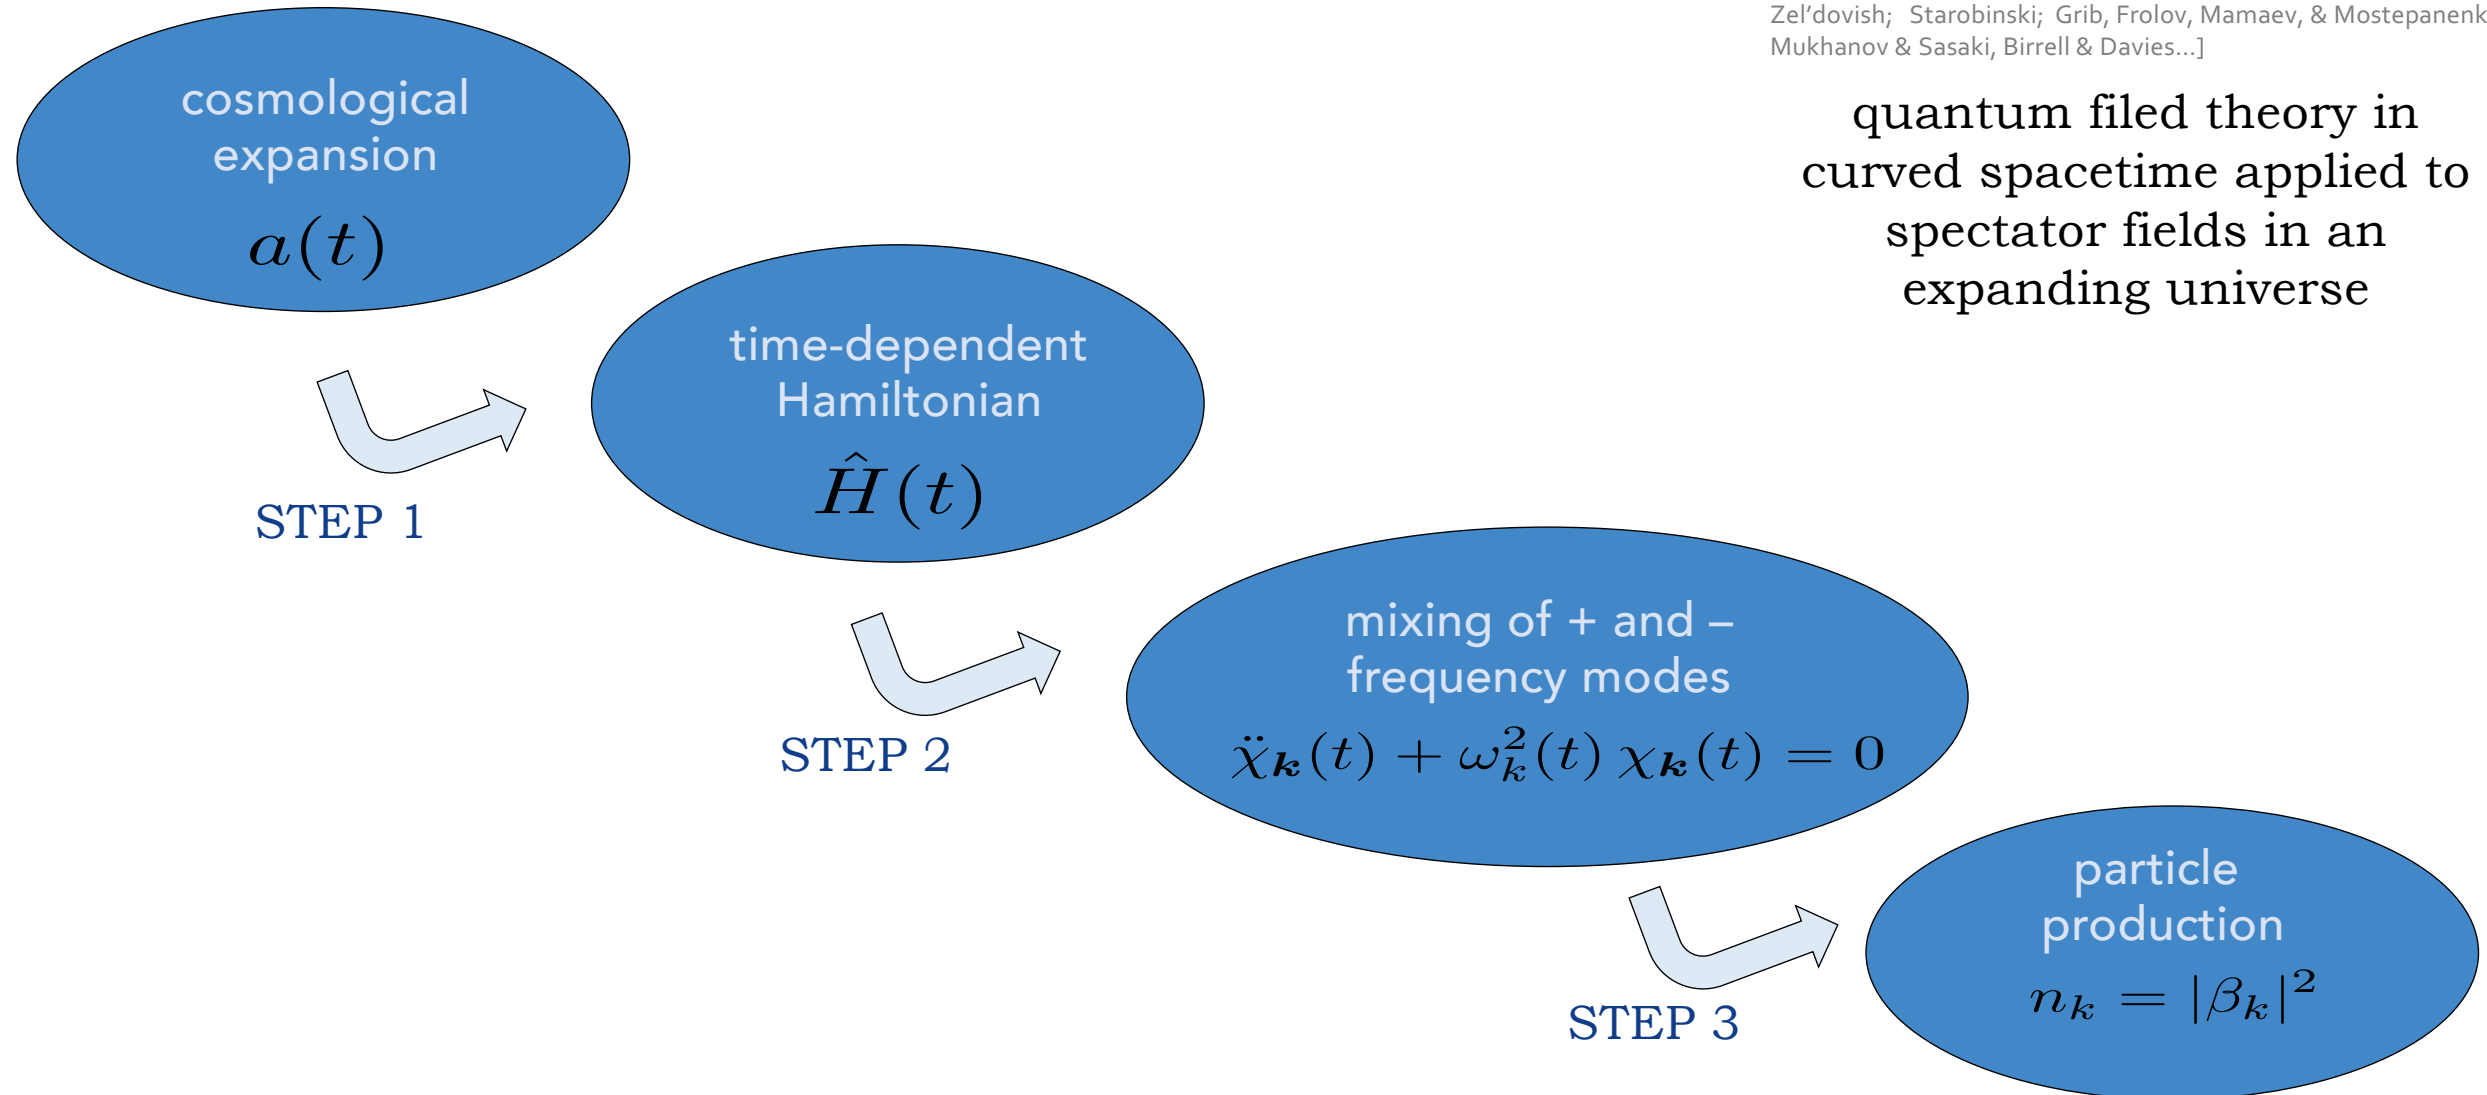 Zel’dovish; Starobinski; Grib, Frolov, Mamaev, & Mostepanenk
Mukhanov & Sasaki, Birrell & Davies…]
quantum filed theory in
curved spacetime applied to
spectator fields in an
expanding universe
cosmological
expansion
a(t)
STEP 1
time-dependent
Hamiltonian
Ĥ(t)
STEP 2
mixing of + and –
frequency modes
χ̈ₖ(t) + ωₖ²(t) χₖ(t) = 0
STEP 3
particle
production
nₖ = |βₖ|²